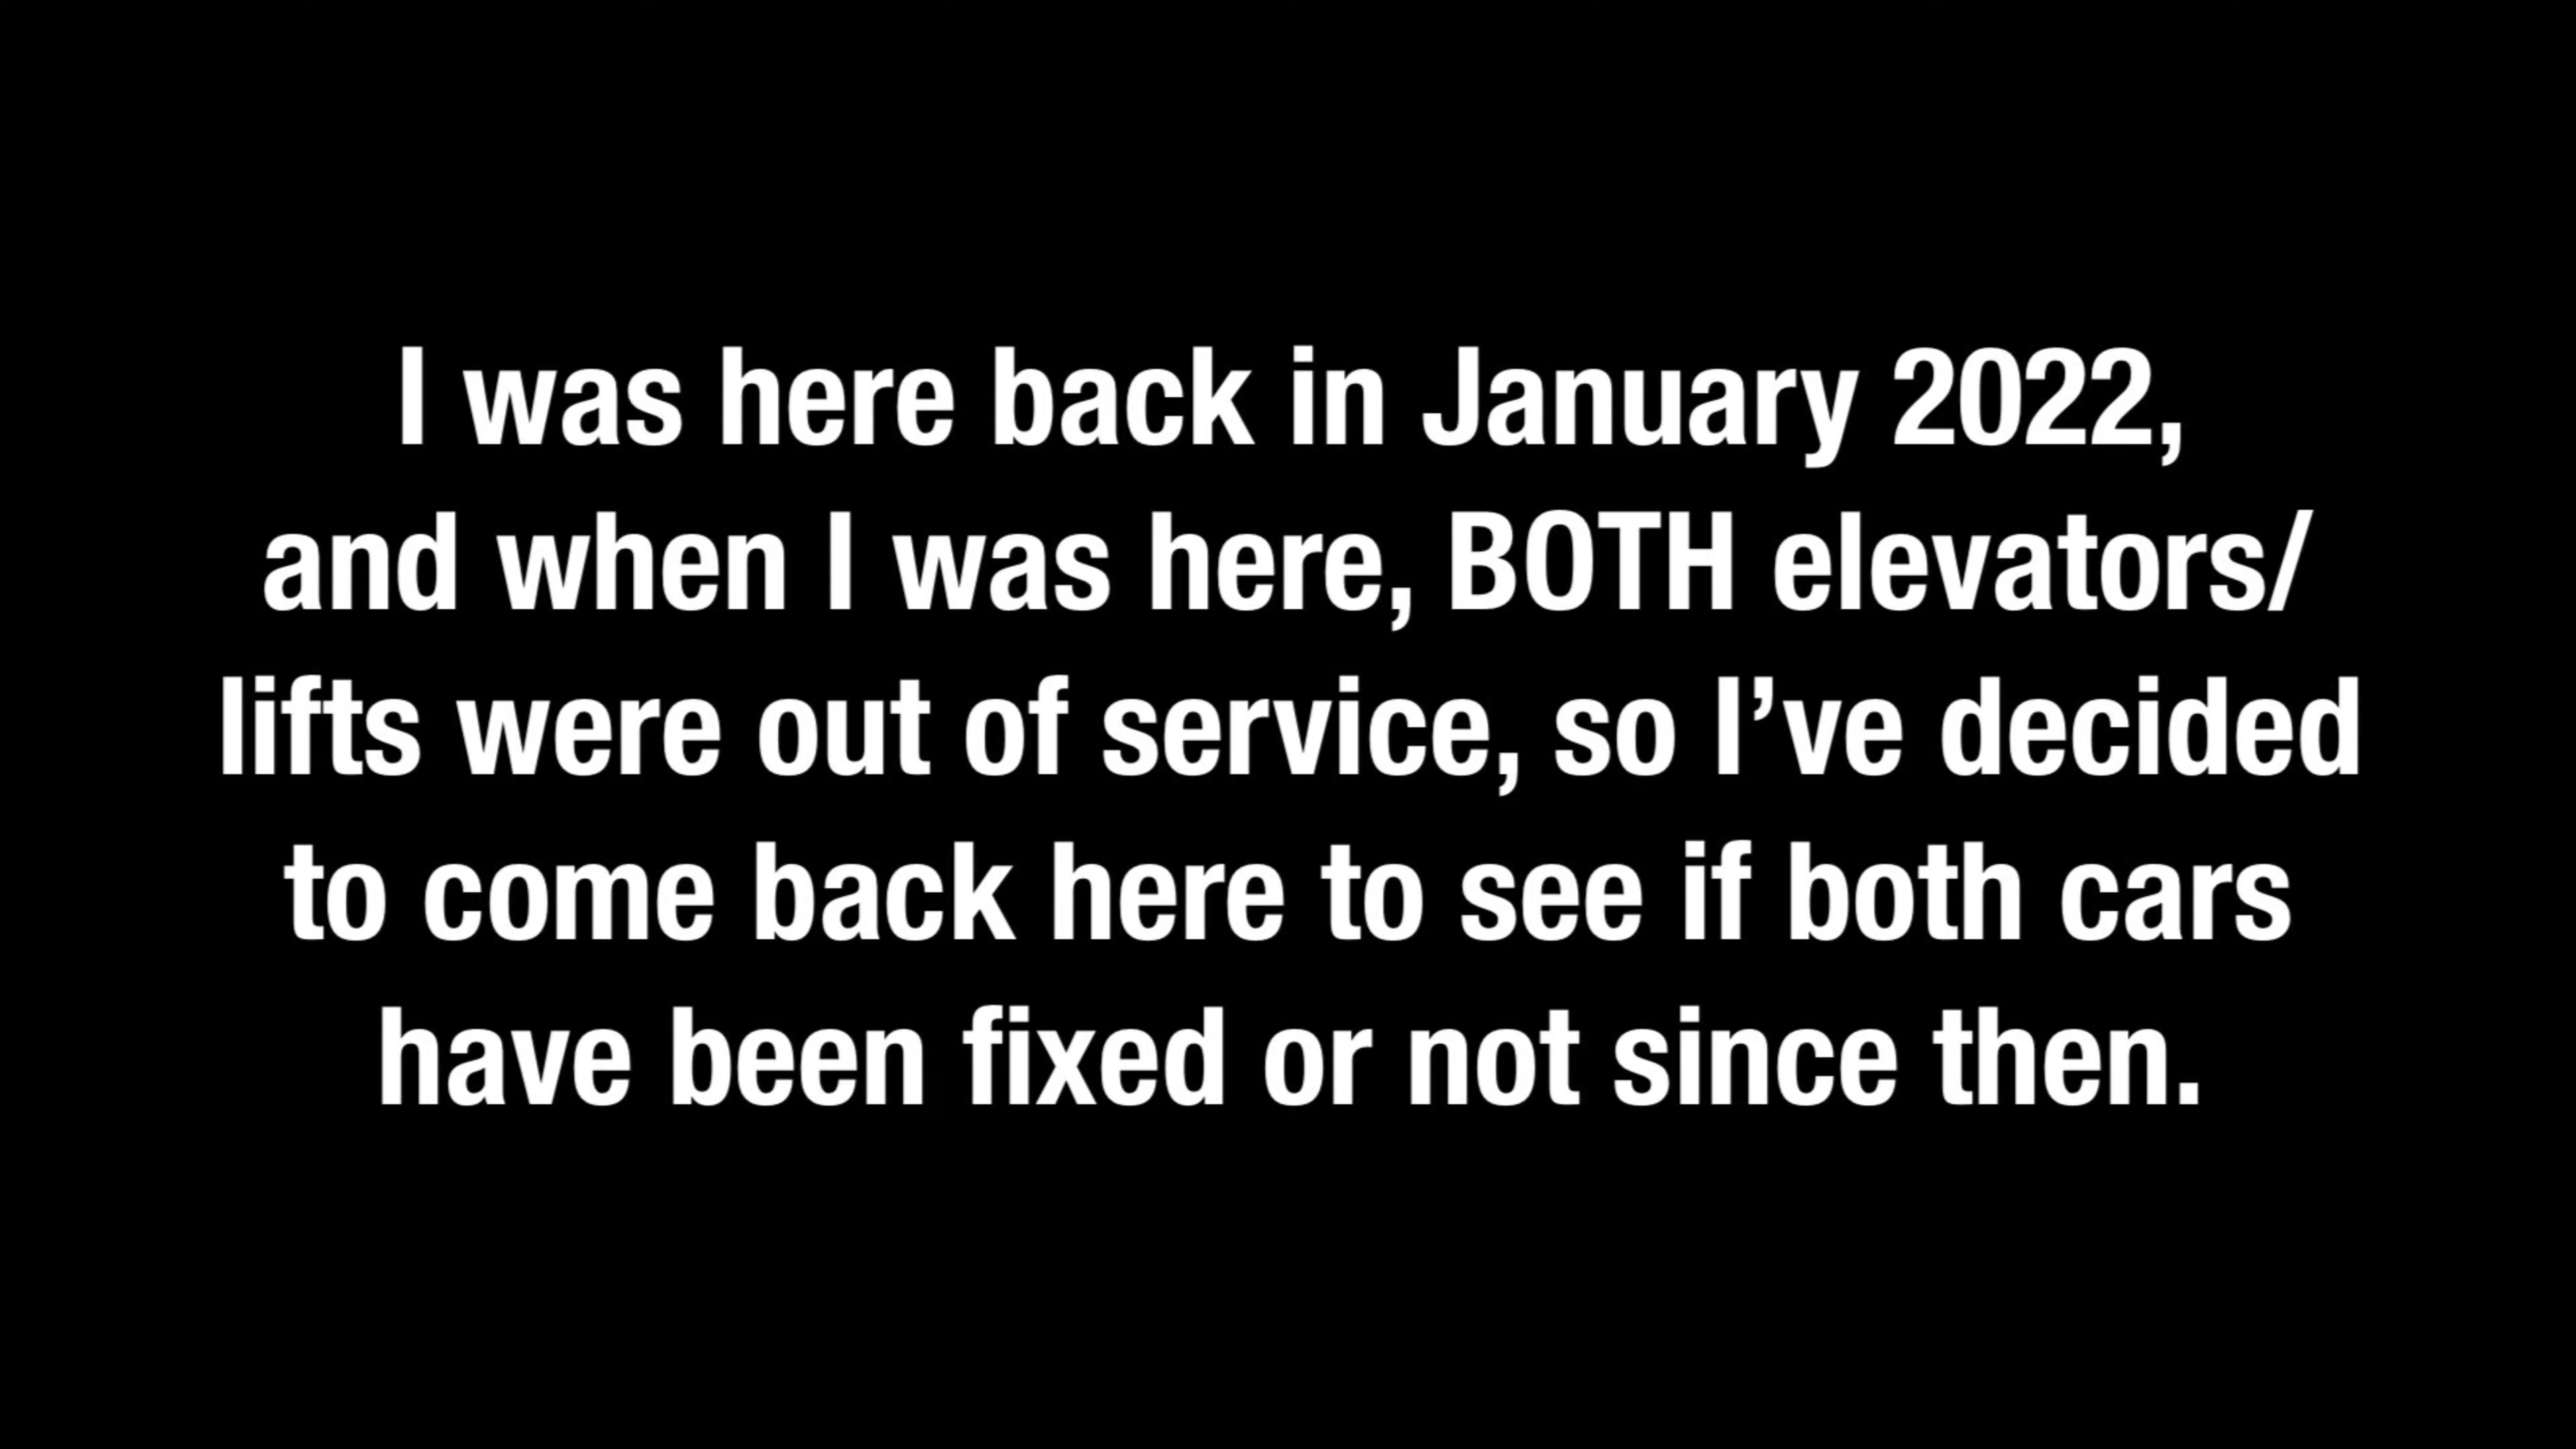 I was here back in January 2022,
and when I was here, BOTH elevators/
lifts were out of service, so I’ve decided
to come back here to see if both cars
have been fixed or not since then.